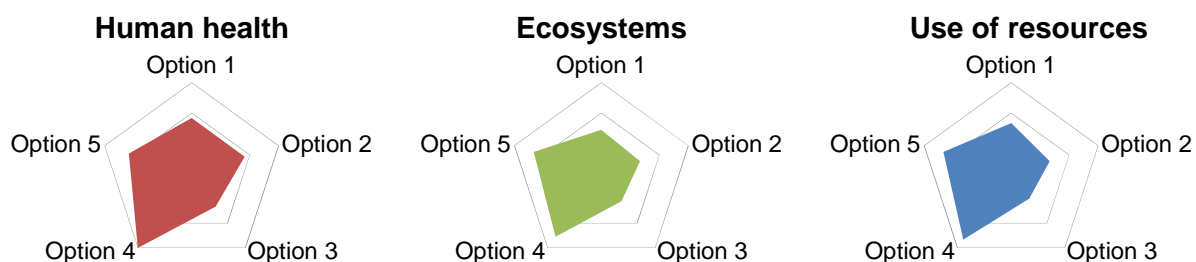 Human health
Option 1
Option 5
Option 2
Option 4
Option 3
Ecosystems
Option 1
Option 5
Option 2
Option 4
Option 3
Use of resources
Option 1
Option 5
Option 2
Option 4
Option 3